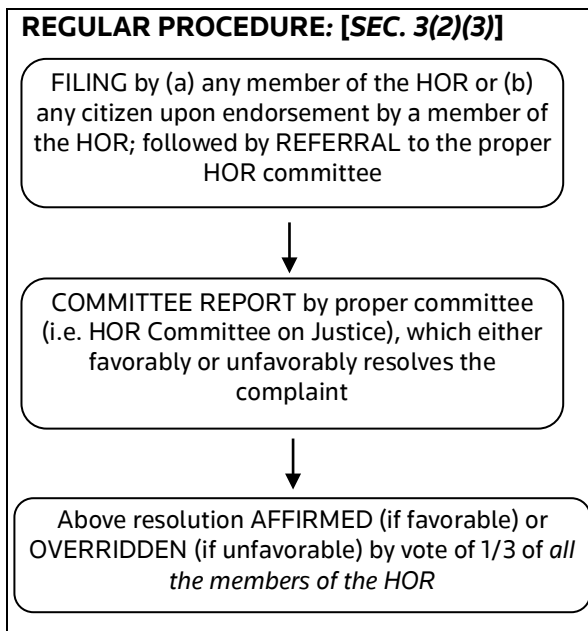 REGULAR PROCEDURE: [SEC. 3(2)(3)]
FILING by (a) any member of the HOR or (b)
any citizen upon endorsement by a member
of the HOR; followed by REFERRAL to the proper
HOR committee
COMMITTEE REPORT by proper committee
(i.e. HOR Committee on Justice), which either
favorably or unfavorably resolves the
complaint
Above resolution AFFIRMED (if favorable) or
OVERRIDDEN (if unfavorable) by vote of 1/3 of all
the members of the HOR